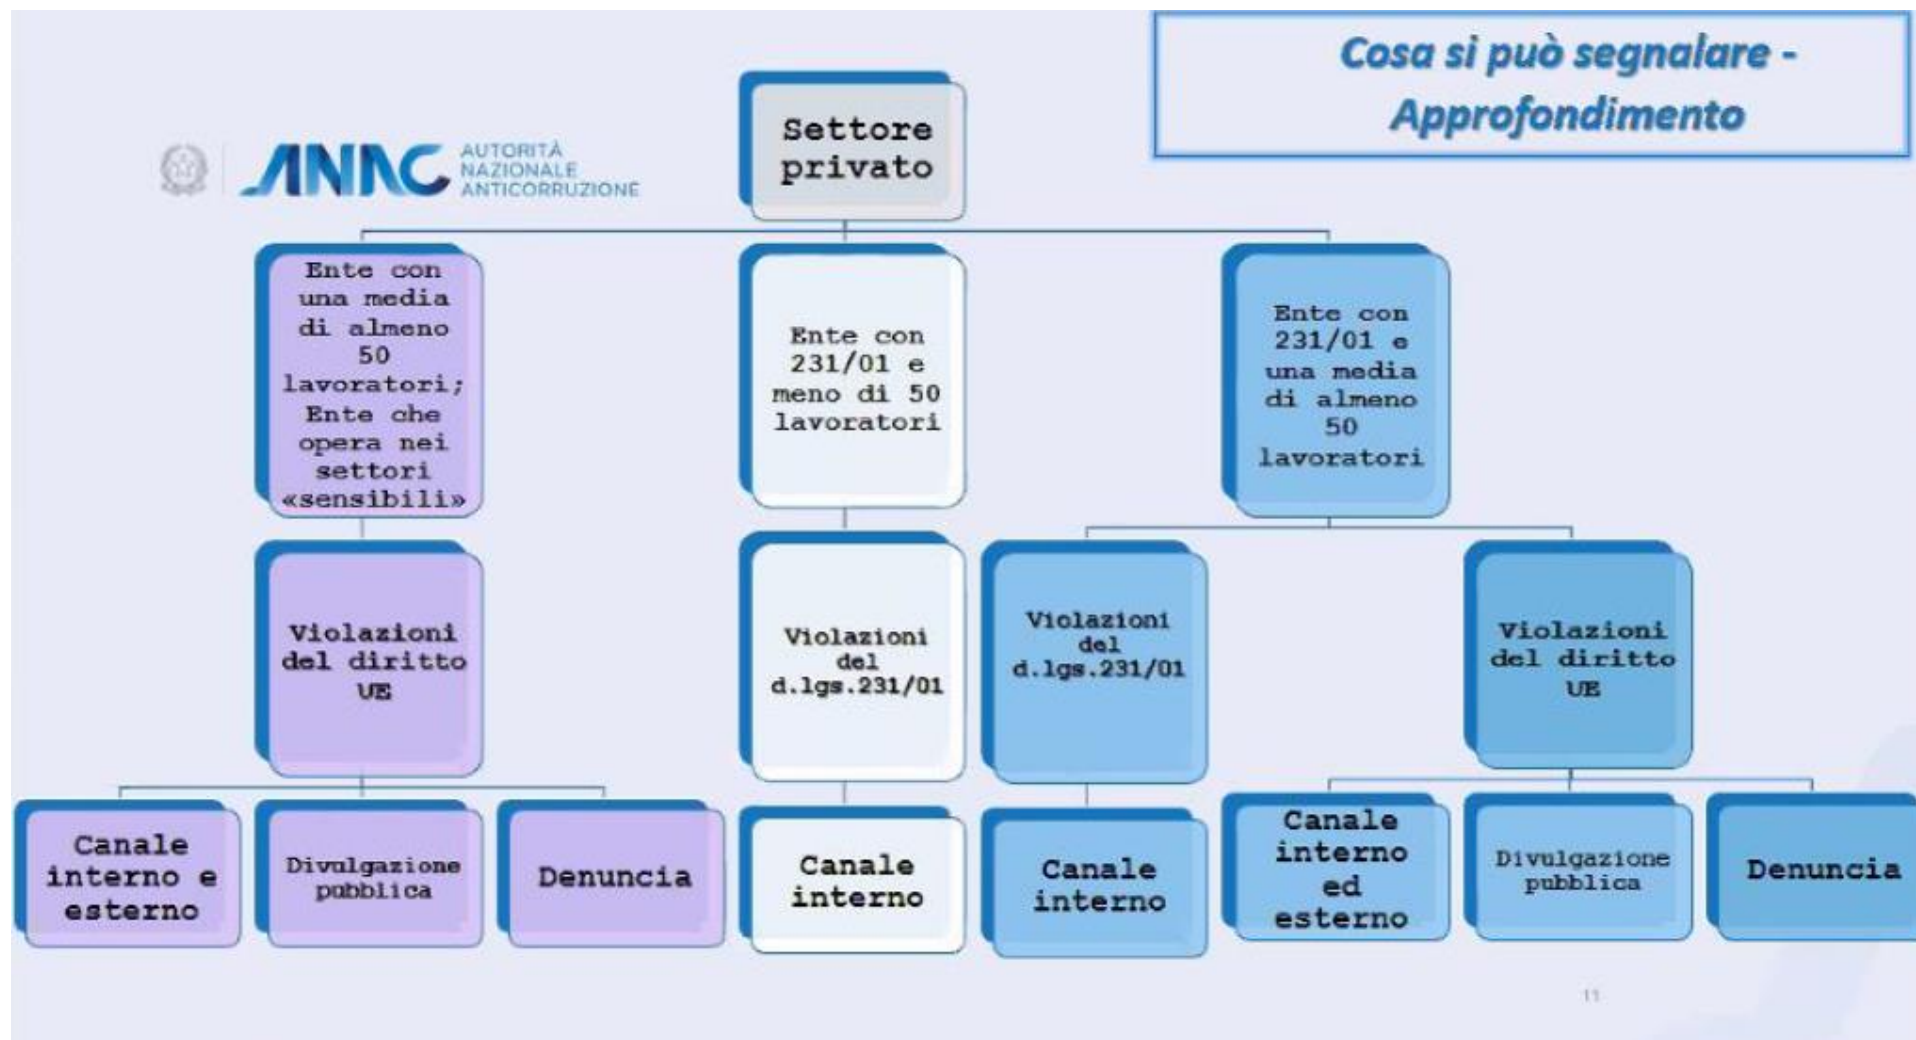 Cosa si può segnalare -
Approfondimento
ANAC
AUTORITÀ
NAZIONALE
ANTICORRUZIONE
Settore
privato
Ente con
una media
di almeno
50
lavoratori;
Ente che
opera nei
settori
«sensibili»
Ente con
231/01 e
meno di 50
lavoratori
Ente con
231/01 e
una media
di almeno
50
lavoratori
Violazioni
del diritto
UE
Violazioni
del
d.lgs.231/01
Violazioni
del
d.lgs.231/01
Violazioni
del diritto
UE
Canale
interno e
esterno
Divulgazione
pubblica
Denuncia
Canale
interno
Canale
interno
Canale
interno
ed
esterno
Divulgazione
pubblica
Denuncia
11